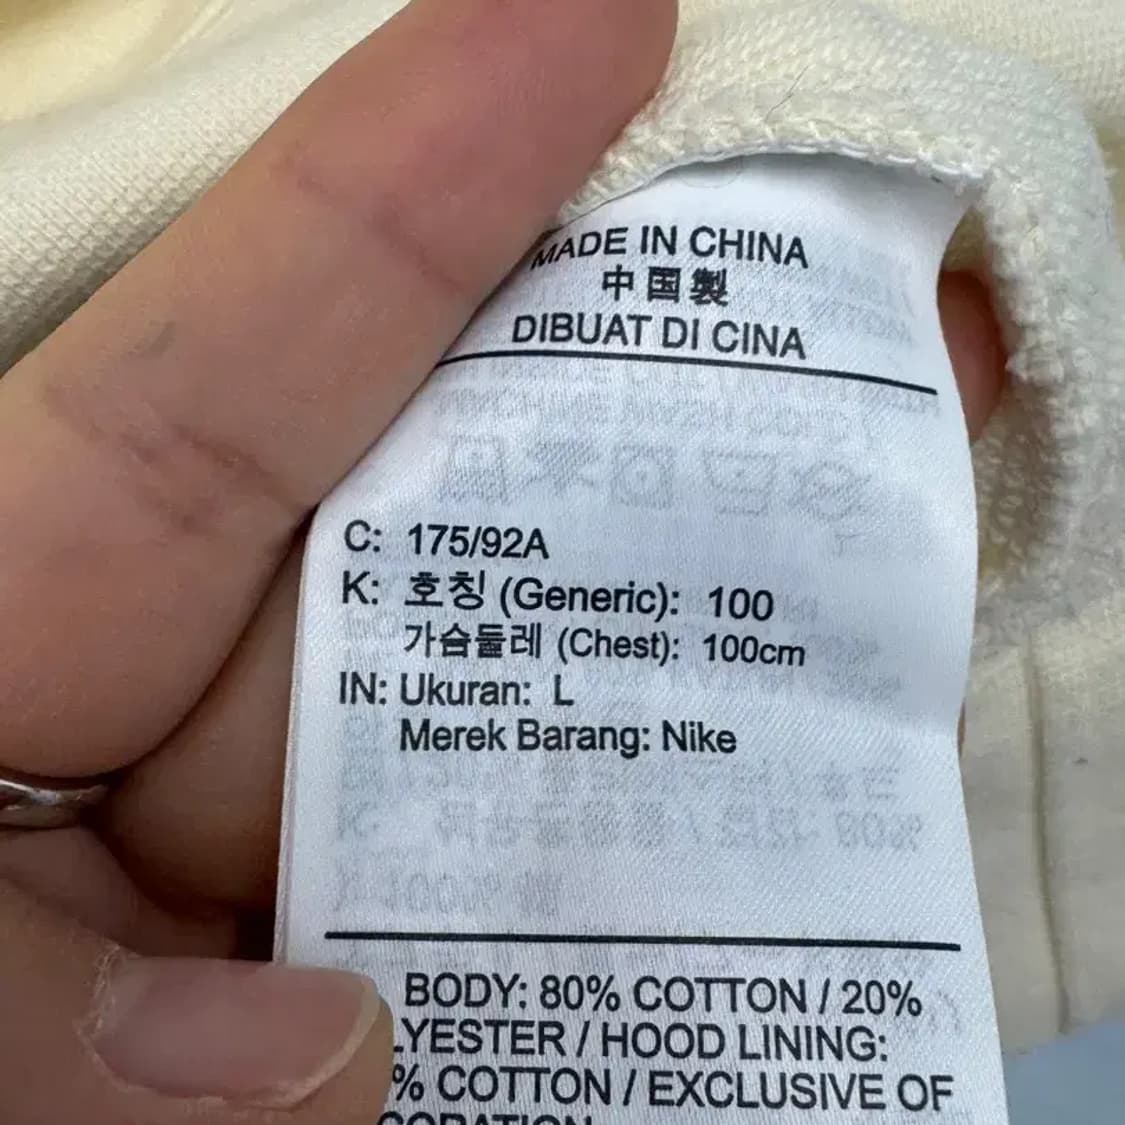 MADE IN CHINA
中国製
DIBUAT DI CINA
C: 175/92A
K: 호칭 (Generic): 100
가슴둘레 (Chest): 100cm
IN: Ukuran: L
Merek Barang: Nike
BODY: 80% COTTON / 20%
LYESTER / HOOD LINING:
% COTTON / EXCLUSIVE OF